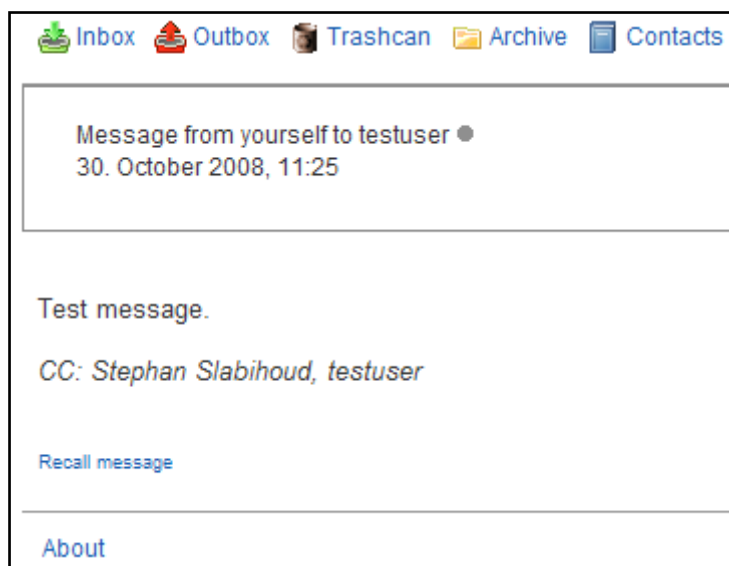 Inbox Outbox Trashcan Archive Contacts
Message from yourself to testuser
30. October 2008, 11:25
Test message.
CC: Stephan Slabihoud, testuser
Recall message
About